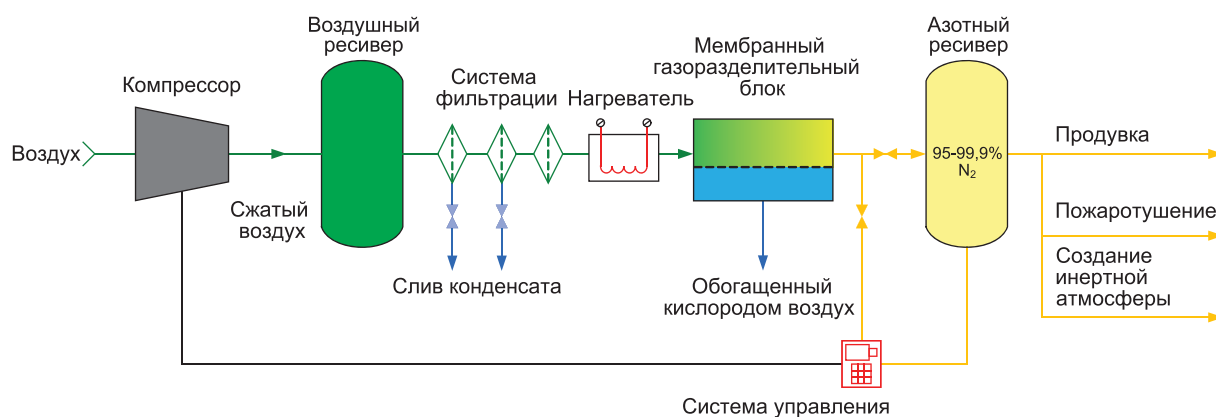 Воздух
Компрессор
Воздушный
ресивер
Сжатый
воздух
Система
фильтрации
Слив конденсата
Нагреватель
Мембранный
газоразделительный
блок
Обогащенный
кислородом воздух
Азотный
ресивер
95-99,9%
N₂
Продувка
Пожаротушение
Создание
инертной
атмосферы
Система управления